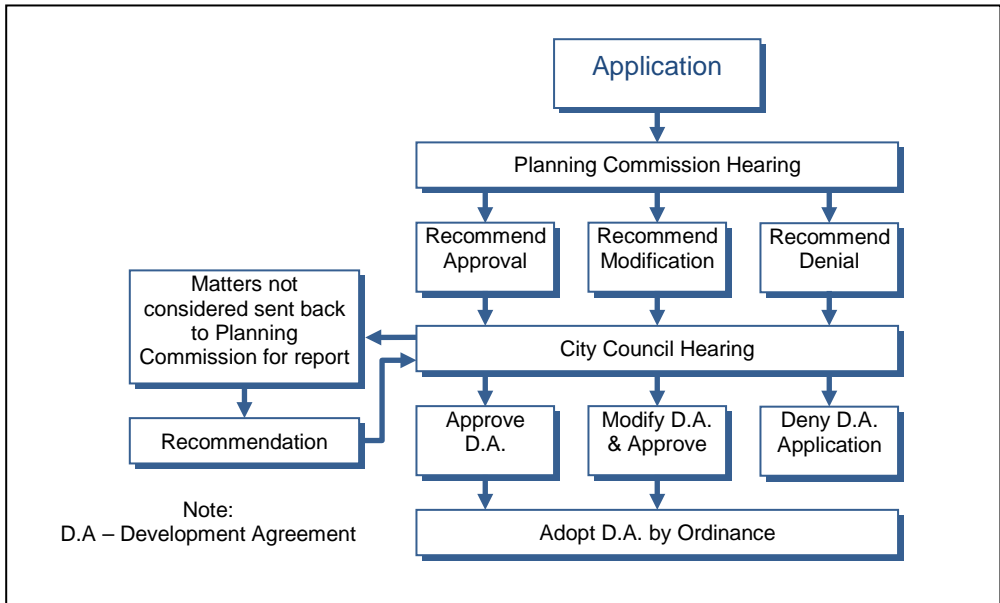 Application
Planning Commission Hearing
Recommend
Approval
Recommend
Modification
Recommend
Denial
Matters not
considered sent back
to Planning
Commission for report
City Council Hearing
Recommendation
Approve
D.A.
Modify D.A.
& Approve
Deny D.A.
Application
Note:
D.A – Development Agreement
Adopt D.A. by Ordinance